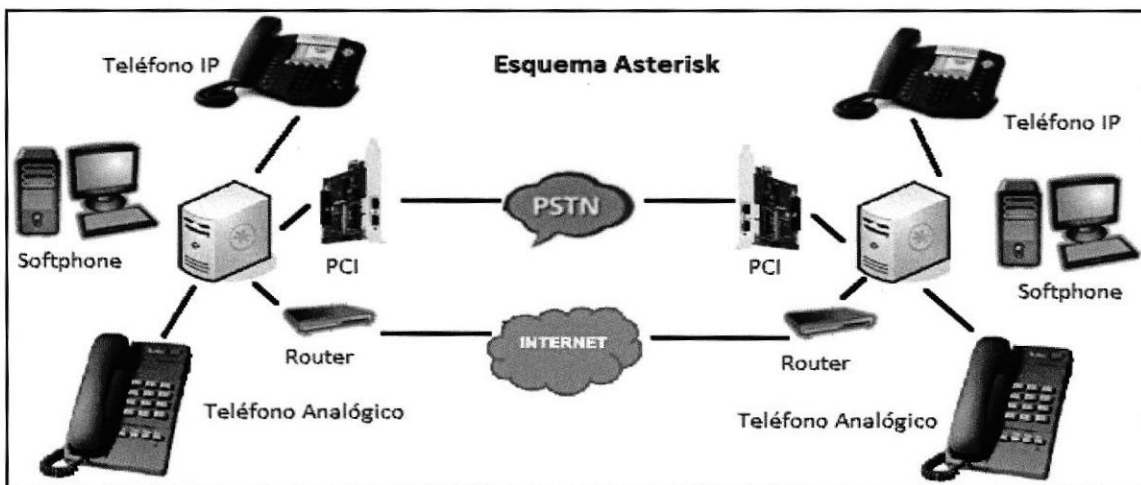 Esquema Asterisk
Teléfono IP
Teléfono IP
Softphone
PCI
PSTN
PCI
Softphone
Router
INTERNET
Router
Teléfono Analógico
Teléfono Analógico